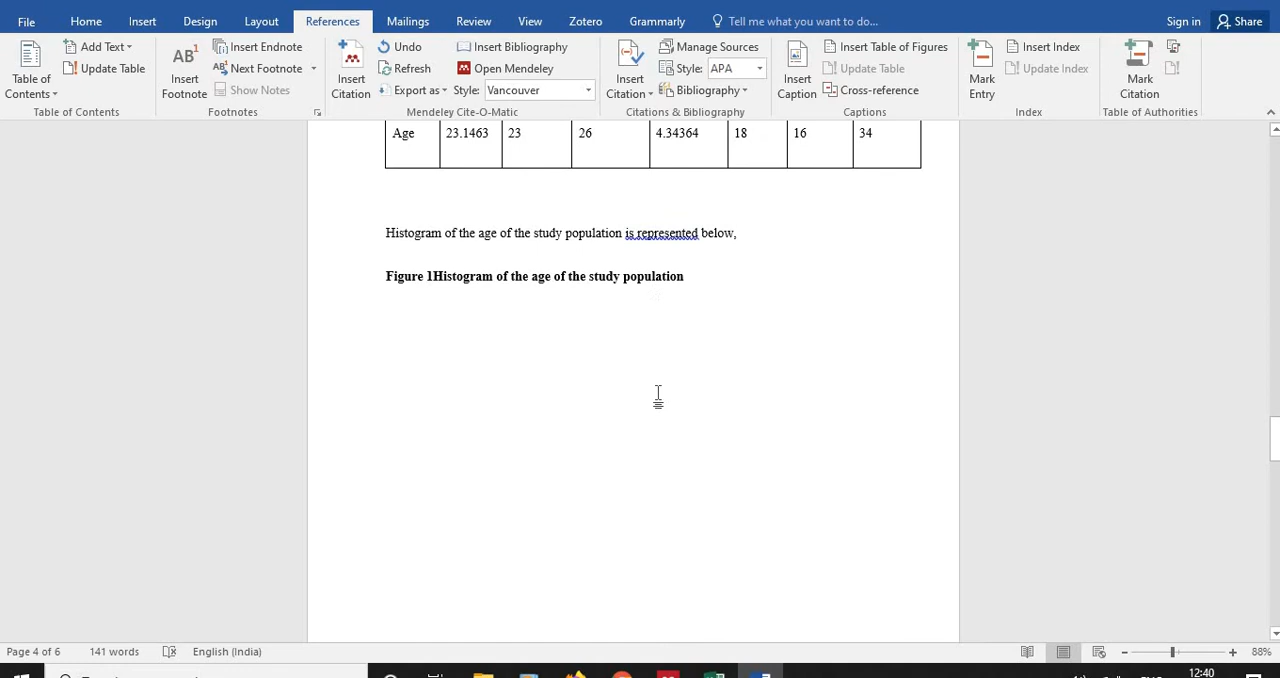 File Home Insert Design Layout References Mailings Review View Zotero Grammarly Tell me what you want to do... Sign in Share
Table of Contents
Add Text
Update Table
Table of Contents
AB1
Insert Footnote
Insert Endnote
Next Footnote
Show Notes
Footnotes
Insert Citation
Undo
Refresh
Export as
Insert Bibliography
Open Mendeley
Style: Vancouver
Mendeley Cite-O-Matic
Insert Citation
Manage Sources
Style: APA
Bibliography
Citations & Bibliography
Insert Caption
Insert Table of Figures
Update Table
Cross-reference
Captions
Mark Entry
Insert Index
Update Index
Index
Mark Citation
Table of Authorities
Age 23.1463 23 26 4.34364 18 16 34
Histogram of the age of the study population is represented below,
Figure 1Histogram of the age of the study population
Page 4 of 6 141 words English (India) 88%
12:40